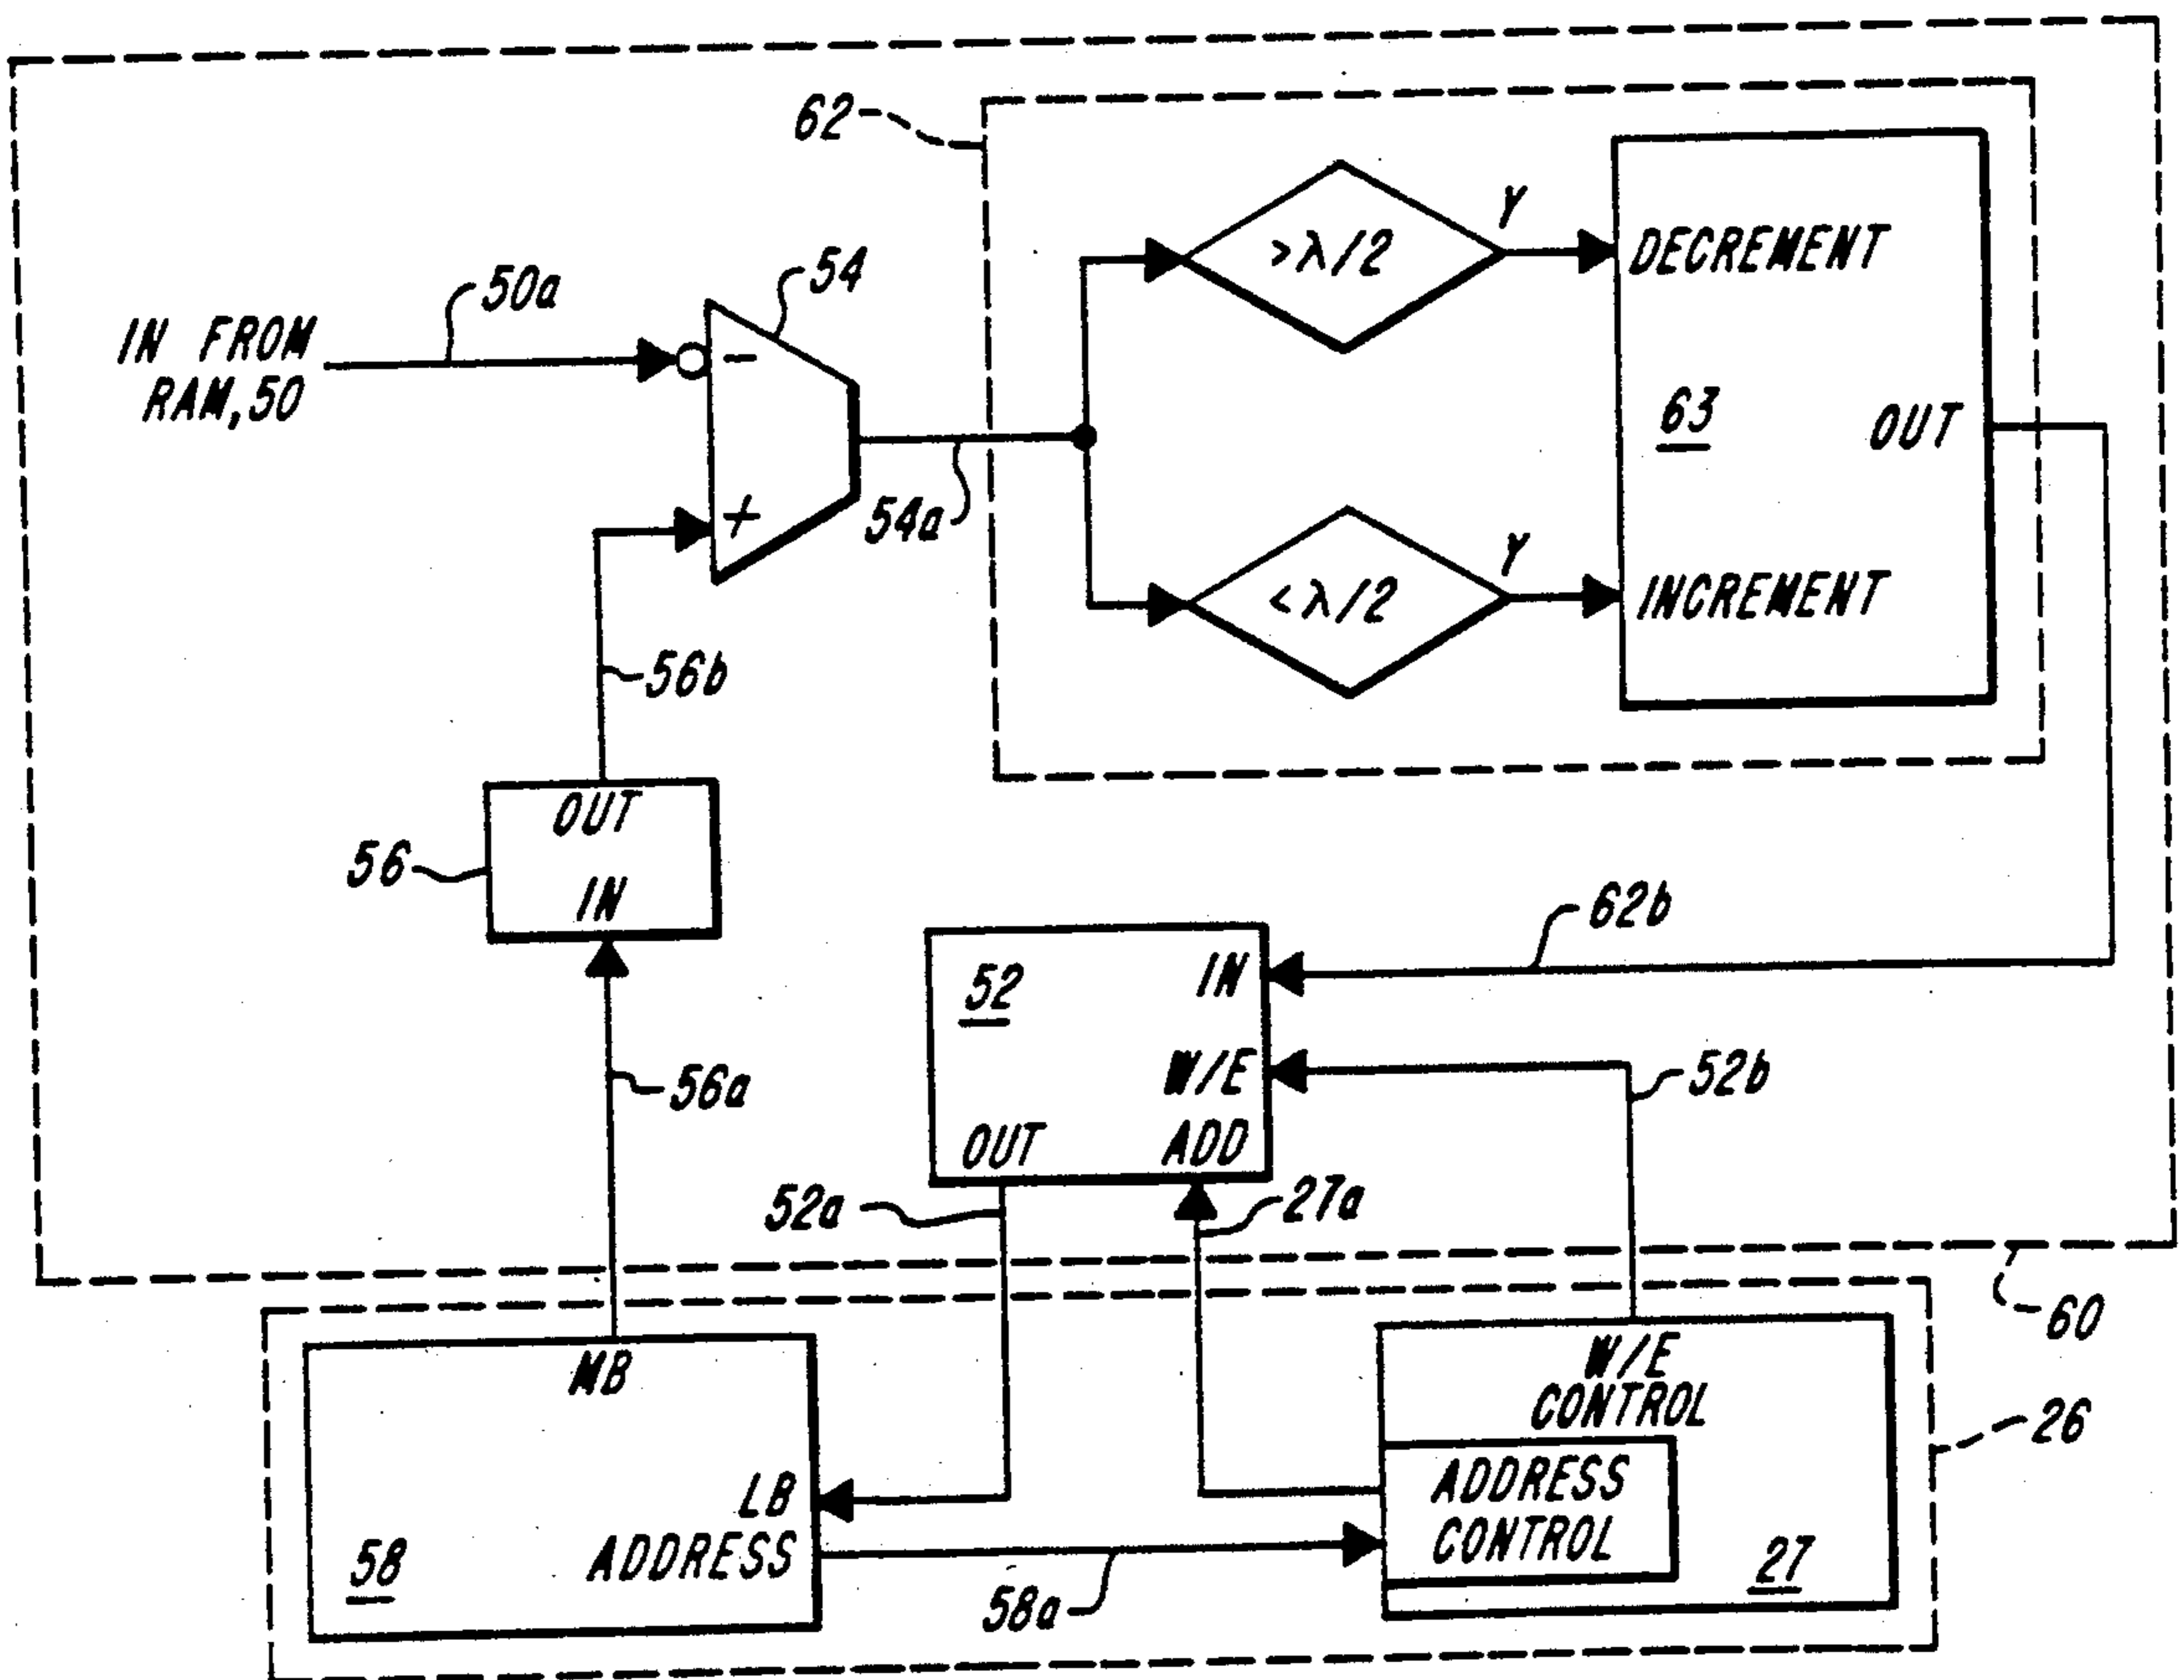 62
54
50a
IN FROM
RAM, 50
>λ/2
Y
DECREMENT
63
OUT
-
+
54a
<λ/2
Y
INCREMENT
56b
OUT
56
IN
62b
52
IN
W/E
52b
56a
OUT
ADD
52a
27a
60
MB
W/E
CONTROL
26
LB
ADDRESS
ADDRESS
CONTROL
58
58a
27